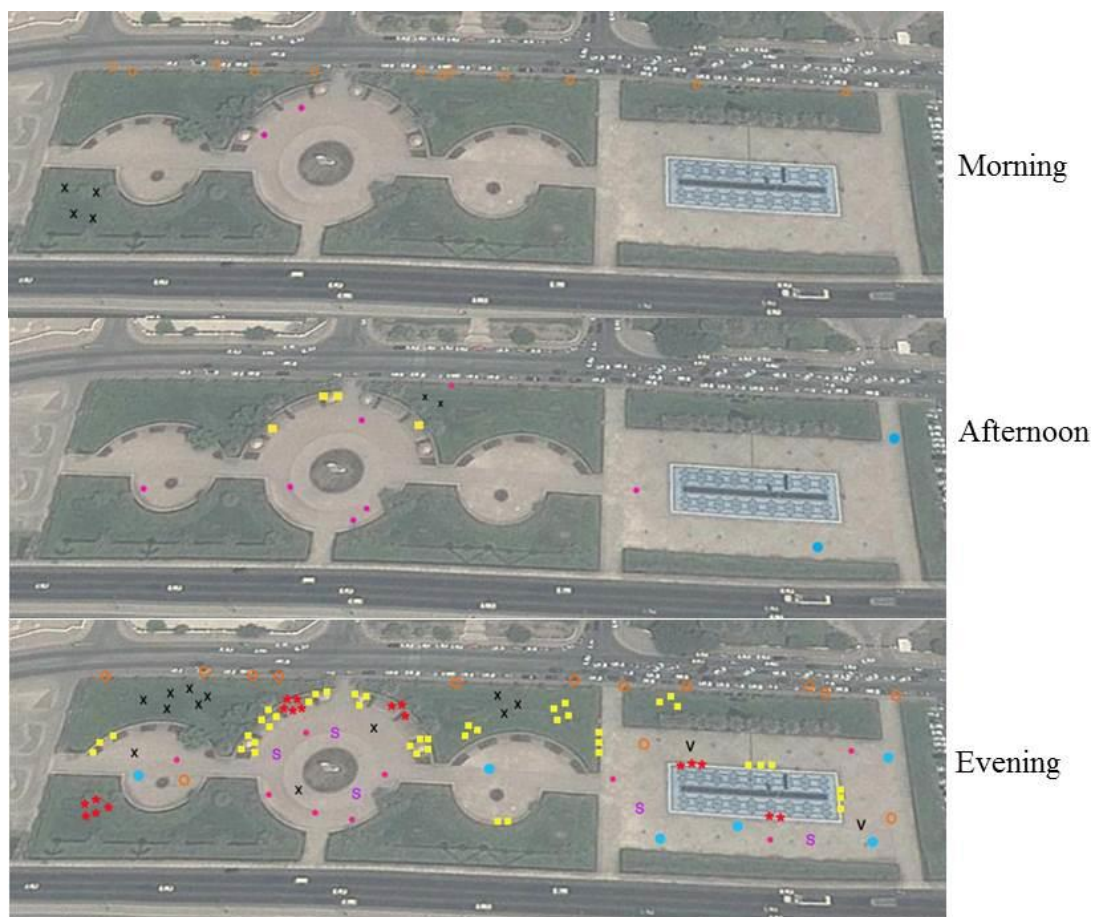 Morning
x x
x x
Afternoon
x x
Evening
x x x x x x x
x x x
O O O O O O O O O O O
S S S
x x x x
O O O
V V
S S